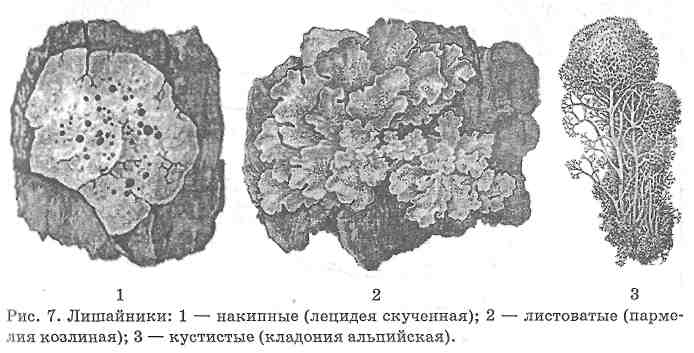 1 2 3
Рис. 7. Лишайники: 1 — накипные (лецидея скученная); 2 — листоватые (парме-
лия козлиная); 3 — кустистые (кладония альпийская).